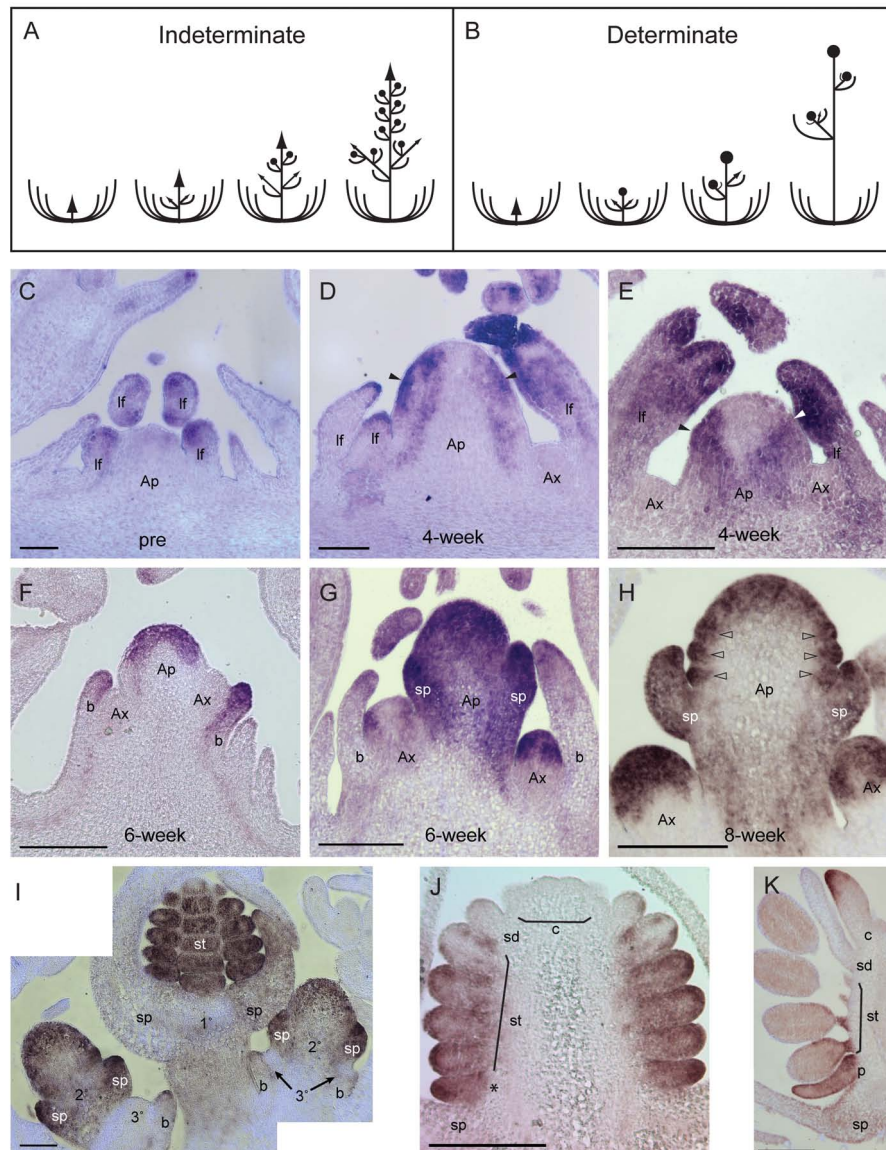 A
Indeterminate
B
Determinate
C
lf
lf
lf
lf
Ap
pre
D
lf
lf
lf
Ap
Ax
4-week
E
lf
lf
Ax
Ap
Ax
4-week
F
Ap
Ax
Ax
b
b
6-week
G
sp
sp
Ap
Ax
Ax
b
b
6-week
H
Ap
sp
sp
Ax
Ax
8-week
I
st
sp
sp
1°
sp
sp
2°
b
b
3°
2°
sp
sp
3°
b
J
c
sd
st
*
sp
K
c
sd
st
p
sp